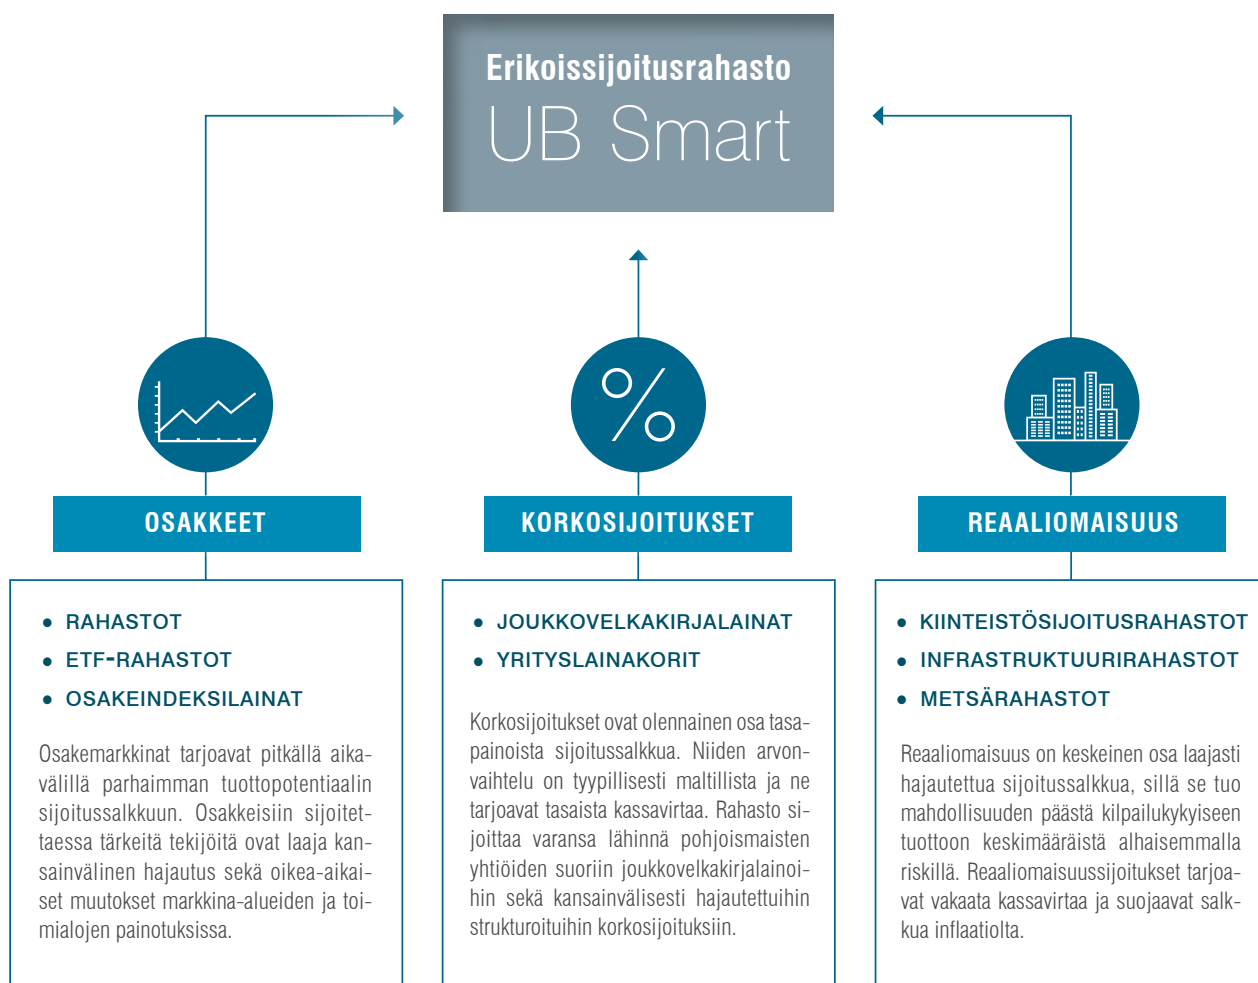 Erikoissijoitusrahasto
UB Smart
OSAKKEET
• RAHASTOT
• ETF-RAHASTOT
• OSAKEINDEKSILAINAT
Osakemarkkinat tarjoavat pitkällä aika-
välillä parhaimman tuottopotentiaalin
sijoitussalkkuun. Osakkeisiin sijoitet-
taessa tärkeitä tekijöitä ovat laaja kan-
sainvälinen hajautus sekä oikea-aikai-
set muutokset markkina-alueiden ja toi-
mialojen painotuksissa.
KORKOSIJOITUKSET
• JOUKKOVELKAKIRJALAINAT
• YRITYSLAINAKORIT
Korkosijoitukset ovat olennainen osa tasa-
painoista sijoitussalkkua. Niiden arvon-
vaihtelu on tyypillisesti maltillista ja ne
tarjoavat tasaista kassavirtaa. Rahasto si-
joittaa varansa lähinnä pohjoismaisten
yhtiöiden suoriin joukkovelkakirjalainoi-
hin sekä kansainvälisesti hajautettuihin
strukturoituihin korkosijoituksiin.
REAALIOMAISUUS
• KIINTEISTÖSIJOITUSRAHASTOT
• INFRASTRUKTUURIRAHASTOT
• METSÄRAHASTOT
Reaaliomaisuus on keskeinen osa laajasti
hajautettua sijoitussalkkua, sillä se tuo
mahdollisuuden päästä kilpailukykyiseen
tuottoon keskimääräistä alhaisemmalla
riskillä. Reaaliomaisuussijoitukset tarjoa-
vat vakaata kassavirtaa ja suojaavat salk-
kua inflaatiolta.